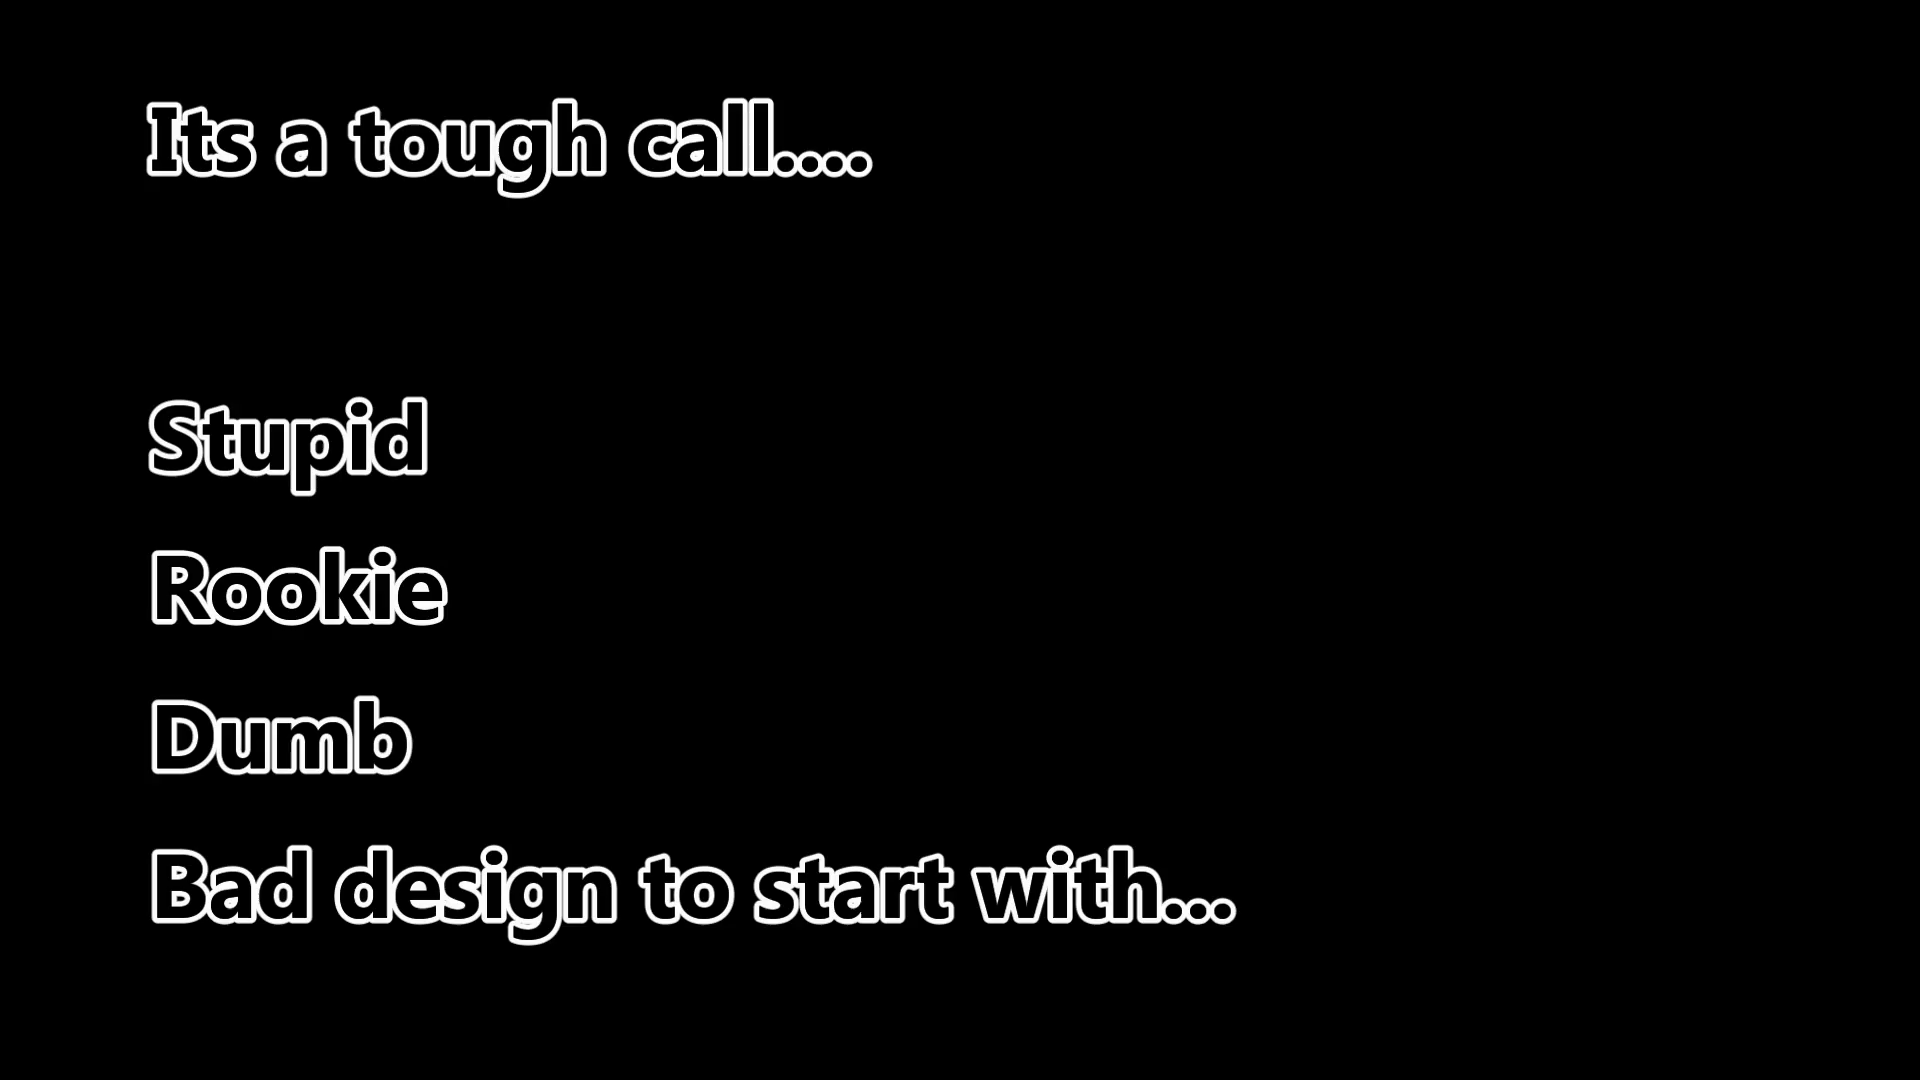 Its a tough call....
Stupid
Rookie
Dumb
Bad design to start with...